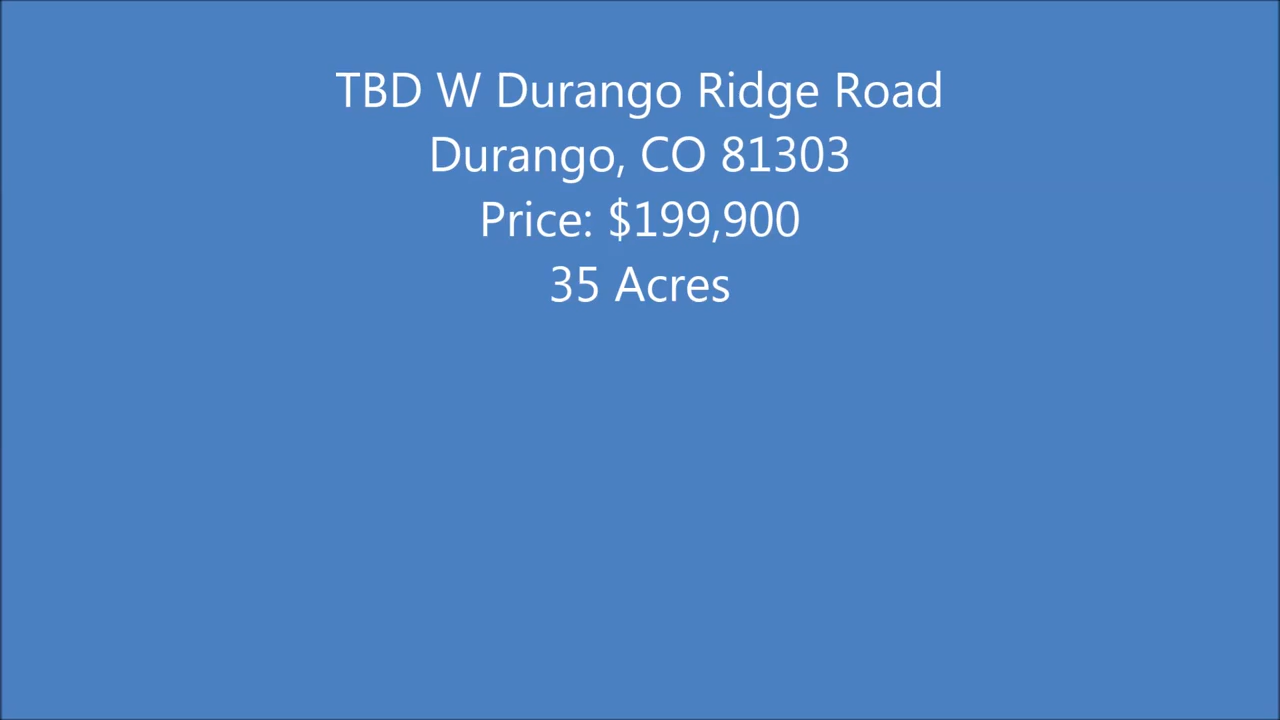 TBD W Durango Ridge Road
Durango, CO 81303
Price: $199,900
35 Acres